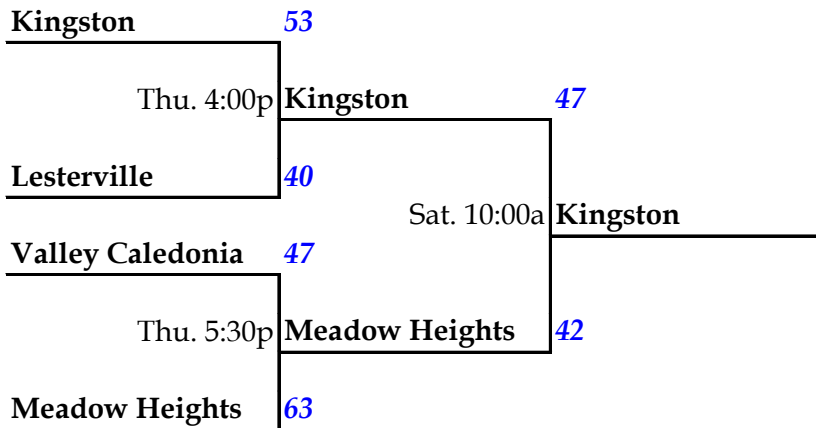 Kingston 53
Thu. 4:00p Kingston 47
Lesterville 40
Sat. 10:00a Kingston
Valley Caledonia 47
Thu. 5:30p Meadow Heights 42
Meadow Heights 63